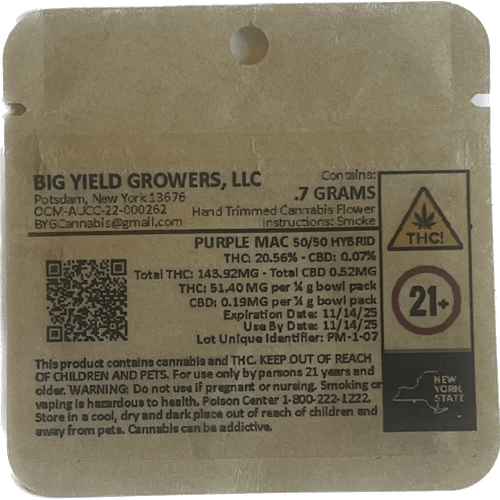 BIG YIELD GROWERS, LLC
Potsdam, New York 13676
OCM-AUCC-22-000262
BYGCannabis@gmail.com
Contains:
.7 GRAMS
Hand Trimmed Cannabis Flower
Instructions: Smoke
PURPLE MAC 50/50 HYBRID
THC: 20.56% - CBD: 0.07%
Total THC: 143.92MG - Total CBD 0.52MG
THC: 51.40 MG per ¼ g bowl pack
CBD: 0.19MG per ¼ g bowl pack
Expiration Date: 11/14/25
Use By Date: 11/14/25
Lot Unique Identifier: PM-1-07
THC!
21+
NEW
YORK
STATE
This product contains cannabis and THC. KEEP OUT OF REACH
OF CHILDREN AND PETS. For use only by persons 21 years and
older. WARNING: Do not use if pregnant or nursing. Smoking or
vaping is hazardous to health. Poison Center 1-800-222-1222.
Store in a cool, dry and dark place out of reach of children and
away from pets. Cannabis can be addictive.